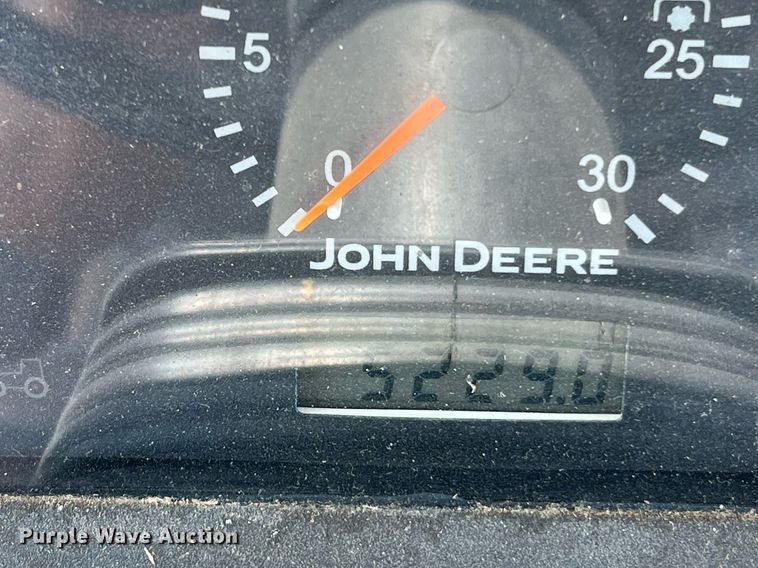 5 25
0 30
JOHN DEERE
5229.0
Purple Wave Auction